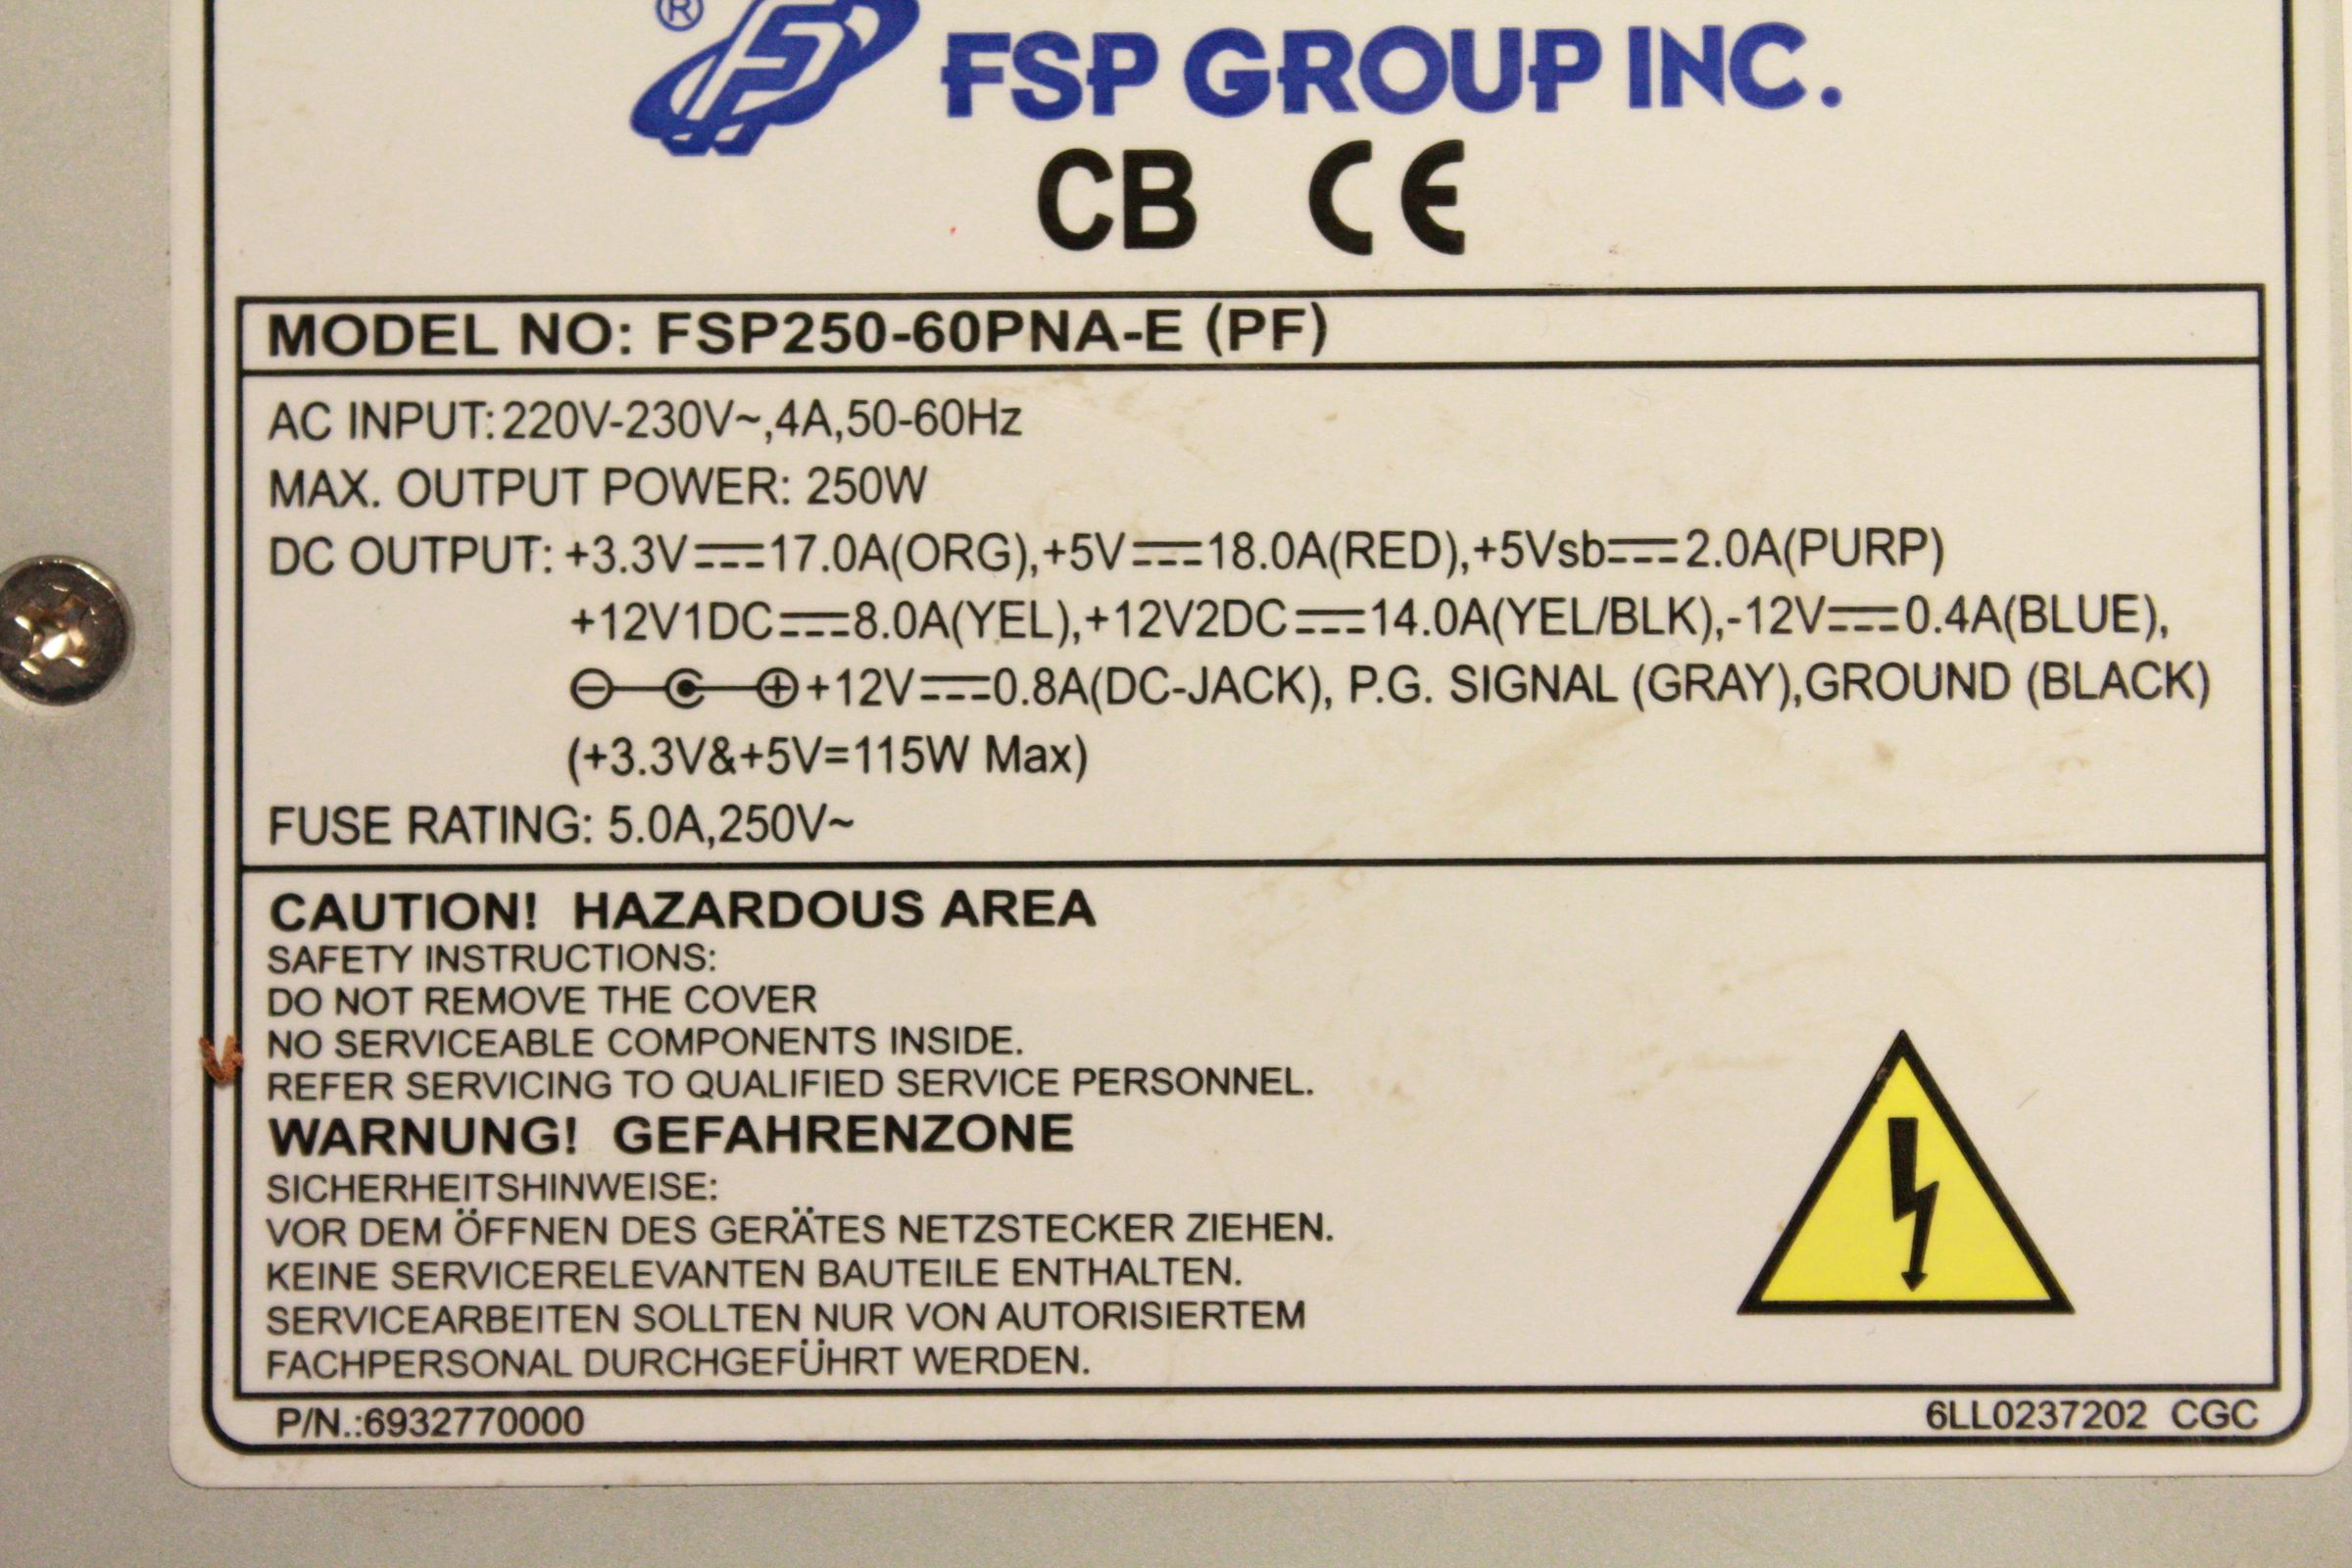 ®
FSP GROUP INC.
CB CE
MODEL NO: FSP250-60PNA-E (PF)
AC INPUT:220V-230V~,4A,50-60Hz
MAX. OUTPUT POWER: 250W
DC OUTPUT: +3.3V⎓17.0A(ORG),+5V⎓18.0A(RED),+5Vsb⎓2.0A(PURP)
+12V1DC⎓8.0A(YEL),+12V2DC⎓14.0A(YEL/BLK),-12V⎓0.4A(BLUE),
+12V⎓0.8A(DC-JACK), P.G. SIGNAL (GRAY),GROUND (BLACK)
(+3.3V&+5V=115W Max)
FUSE RATING: 5.0A,250V~
CAUTION! HAZARDOUS AREA
SAFETY INSTRUCTIONS:
DO NOT REMOVE THE COVER
NO SERVICEABLE COMPONENTS INSIDE.
REFER SERVICING TO QUALIFIED SERVICE PERSONNEL.
WARNUNG! GEFAHRENZONE
SICHERHEITSHINWEISE:
VOR DEM ÖFFNEN DES GERÄTES NETZSTECKER ZIEHEN.
KEINE SERVICERELEVANTEN BAUTEILE ENTHALTEN.
SERVICEARBEITEN SOLLTEN NUR VON AUTORISIERTEM
FACHPERSONAL DURCHGEFÜHRT WERDEN.
P/N.:6932770000
6LL0237202 CGC